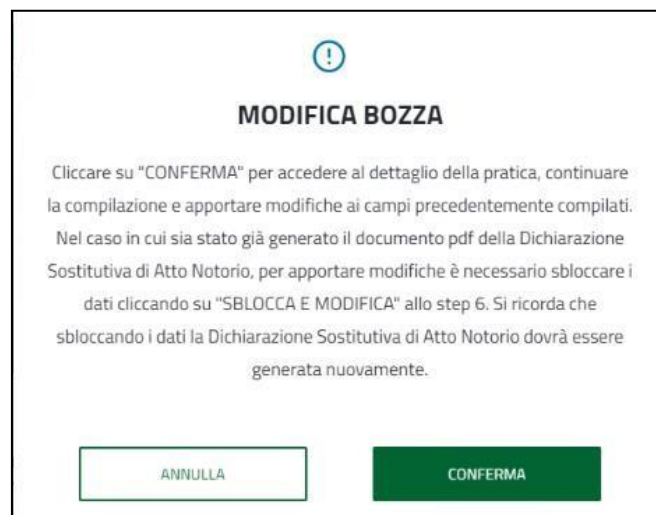 MODIFICA BOZZA
Cliccare su "CONFERMA" per accedere al dettaglio della pratica, continuare
la compilazione e apportare modifiche ai campi precedentemente compilati.
Nel caso in cui sia stato già generato il documento pdf della Dichiarazione
Sostitutiva di Atto Notorio, per apportare modifiche è necessario sbloccare i
dati cliccando su "SBLOCCA E MODIFICA" allo step 6. Si ricorda che
sbloccando i dati la Dichiarazione Sostitutiva di Atto Notorio dovrà essere
generata nuovamente.
ANNULLA
CONFERMA